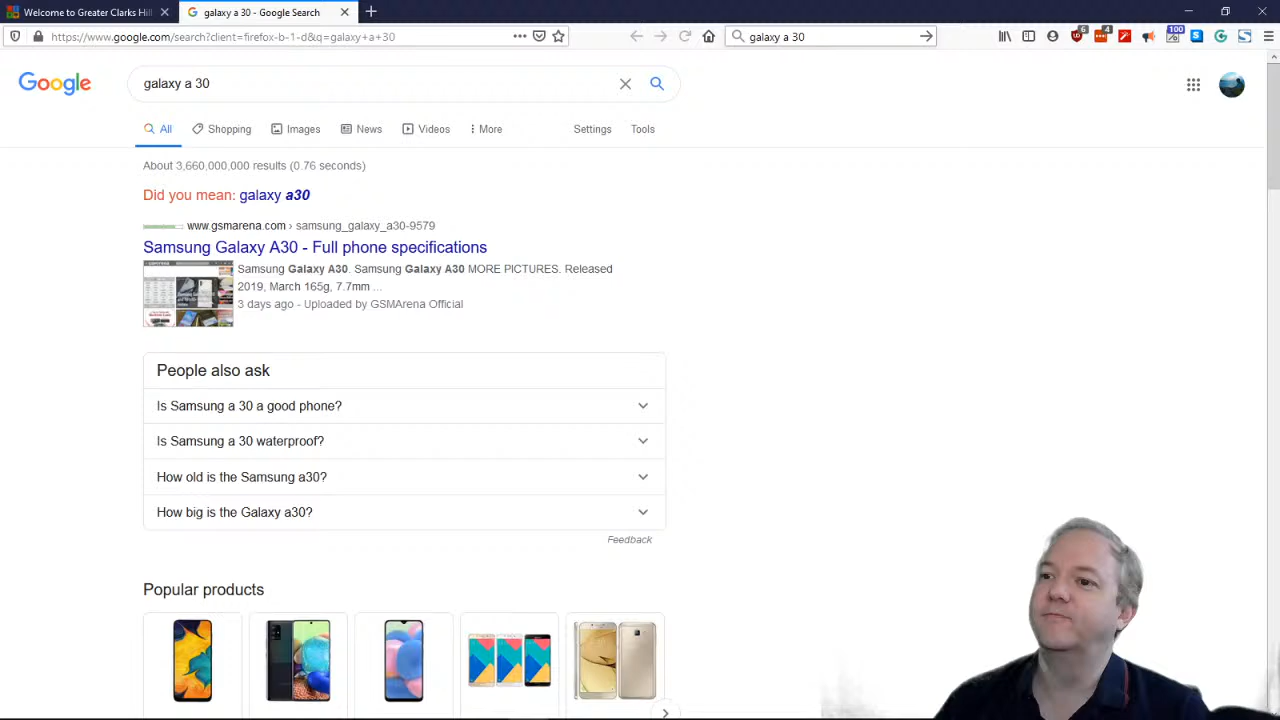 Welcome to Greater Clarks Hill
galaxy a 30 - Google Search
https://www.google.com/search?client=firefox-b-1-d&q=galaxy+a+30
galaxy a 30
6
4
100
Google
galaxy a 30
All
Shopping
Images
News
Videos
More
Settings
Tools
About 3,660,000,000 results (0.76 seconds)
Did you mean: galaxy a30
www.gsmarena.com › samsung_galaxy_a30-9579
Samsung Galaxy A30 - Full phone specifications
Samsung Galaxy A30. Samsung Galaxy A30 MORE PICTURES. Released
2019, March 165g, 7.7mm ...
3 days ago - Uploaded by GSMArena Official
People also ask
Is Samsung a 30 a good phone?
Is Samsung a 30 waterproof?
How old is the Samsung a30?
How big is the Galaxy a30?
Feedback
Popular products